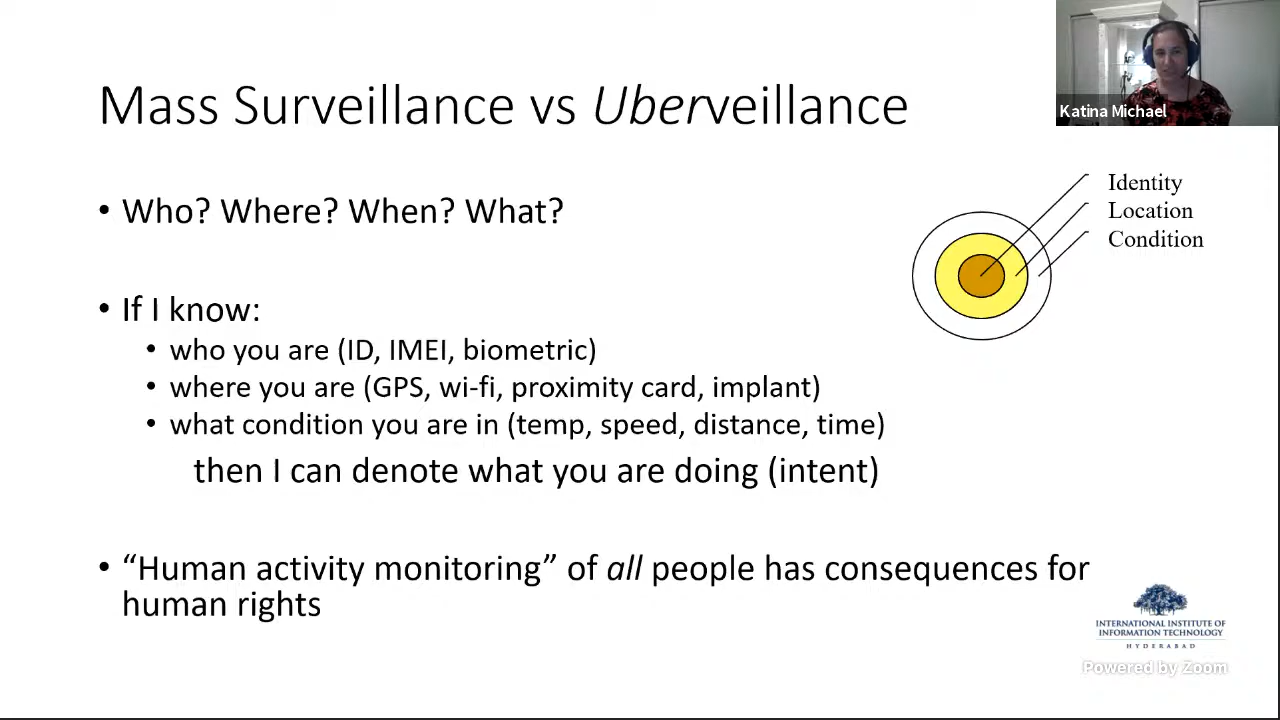 Katina Michael
Mass Surveillance vs Uberveillance
• Who? Where? When? What?
Identity
Location
Condition
• If I know:
• who you are (ID, IMEI, biometric)
• where you are (GPS, wi-fi, proximity card, implant)
• what condition you are in (temp, speed, distance, time)
then I can denote what you are doing (intent)
• “Human activity monitoring” of all people has consequences for
human rights
INTERNATIONAL INSTITUTE OF
INFORMATION TECHNOLOGY
HYDERABAD
Powered by Zoom